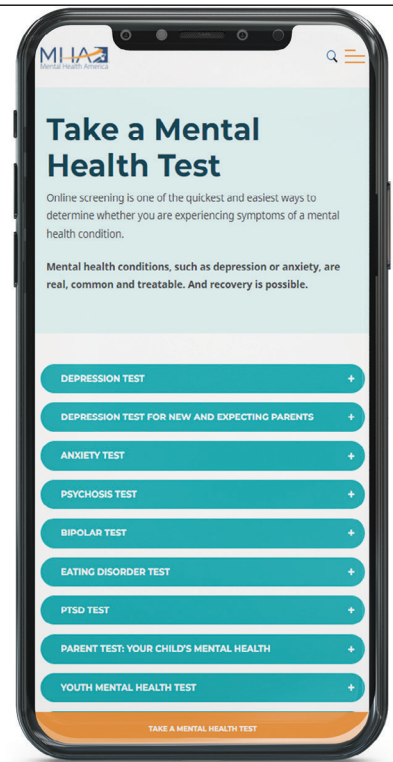 MHA
Mental Health America
Take a Mental
Health Test
Online screening is one of the quickest and easiest ways to
determine whether you are experiencing symptoms of a mental
health condition.
Mental health conditions, such as depression or anxiety, are
real, common and treatable. And recovery is possible.
DEPRESSION TEST +
DEPRESSION TEST FOR NEW AND EXPECTING PARENTS +
ANXIETY TEST +
PSYCHOSIS TEST +
BIPOLAR TEST +
EATING DISORDER TEST +
PTSD TEST +
PARENT TEST: YOUR CHILD'S MENTAL HEALTH +
YOUTH MENTAL HEALTH TEST +
TAKE A MENTAL HEALTH TEST